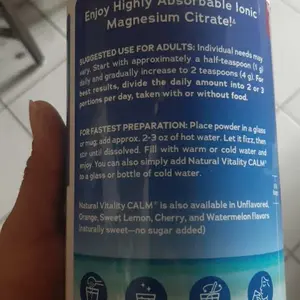 Enjoy Highly Absorbable Ionic
Magnesium Citrate!
SUGGESTED USE FOR ADULTS: Individual needs may
vary. Start with approximately a half-teaspoon (1 g)
daily and gradually increase to 2 teaspoons (4 g). For
best results, divide the daily amount into 2 or 3
portions per day, taken with or without food.
FOR FASTEST PREPARATION: Place powder in a glass
or mug, add approx. 2-3 oz of hot water. Let it fizz, then
stir until dissolved. Fill with warm or cold water and
enjoy. You can also simply add Natural Vitality CALM®
to a glass or bottle of cold water.
Natural Vitality CALM® is also available in Unflavored,
Orange, Sweet Lemon, Cherry, and Watermelon flavors
(naturally sweet—no sugar added)